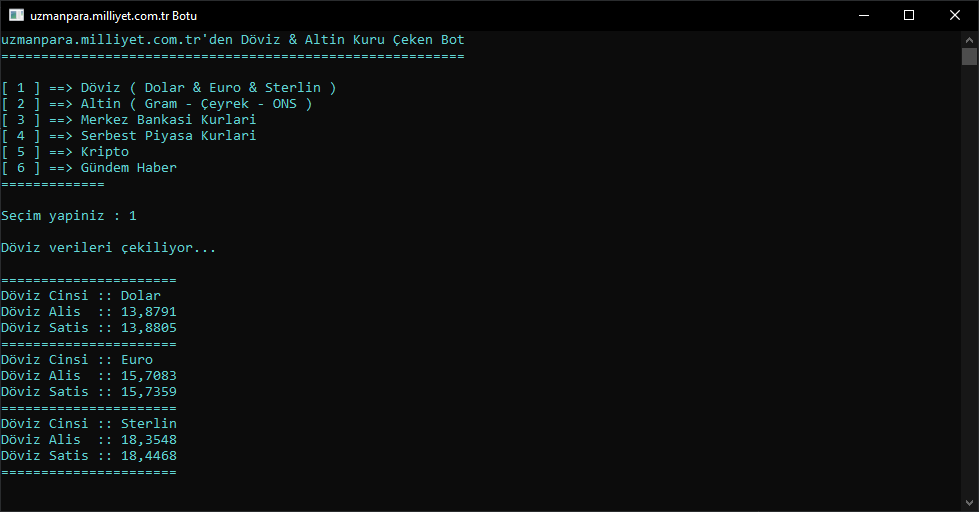 uzmanpara.milliyet.com.tr Botu
uzmanpara.milliyet.com.tr'den Döviz & Altin Kuru Çeken Bot
==========================================================
[ 1 ] ==> Döviz ( Dolar & Euro & Sterlin )
[ 2 ] ==> Altin ( Gram - Çeyrek - ONS )
[ 3 ] ==> Merkez Bankasi Kurlari
[ 4 ] ==> Serbest Piyasa Kurlari
[ 5 ] ==> Kripto
[ 6 ] ==> Gündem Haber
=============
Seçim yapiniz : 1
Döviz verileri çekiliyor...
======================
Döviz Cinsi :: Dolar
Döviz Alis  :: 13,8791
Döviz Satis :: 13,8805
======================
Döviz Cinsi :: Euro
Döviz Alis  :: 15,7083
Döviz Satis :: 15,7359
======================
Döviz Cinsi :: Sterlin
Döviz Alis  :: 18,3548
Döviz Satis :: 18,4468
======================